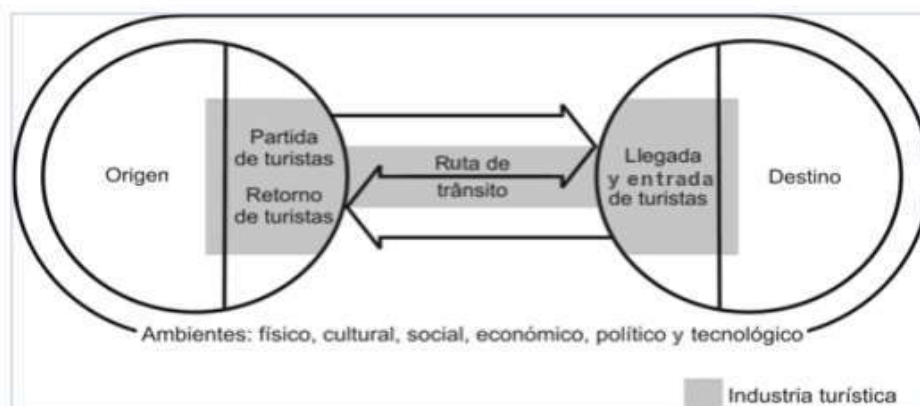 Origen
Partida
de turistas
Retorno
de turistas
Ruta de
trânsito
Llegada
y entrada
de turistas
Destino
Ambientes: físico, cultural, social, económico, político y tecnológico
Industria turística